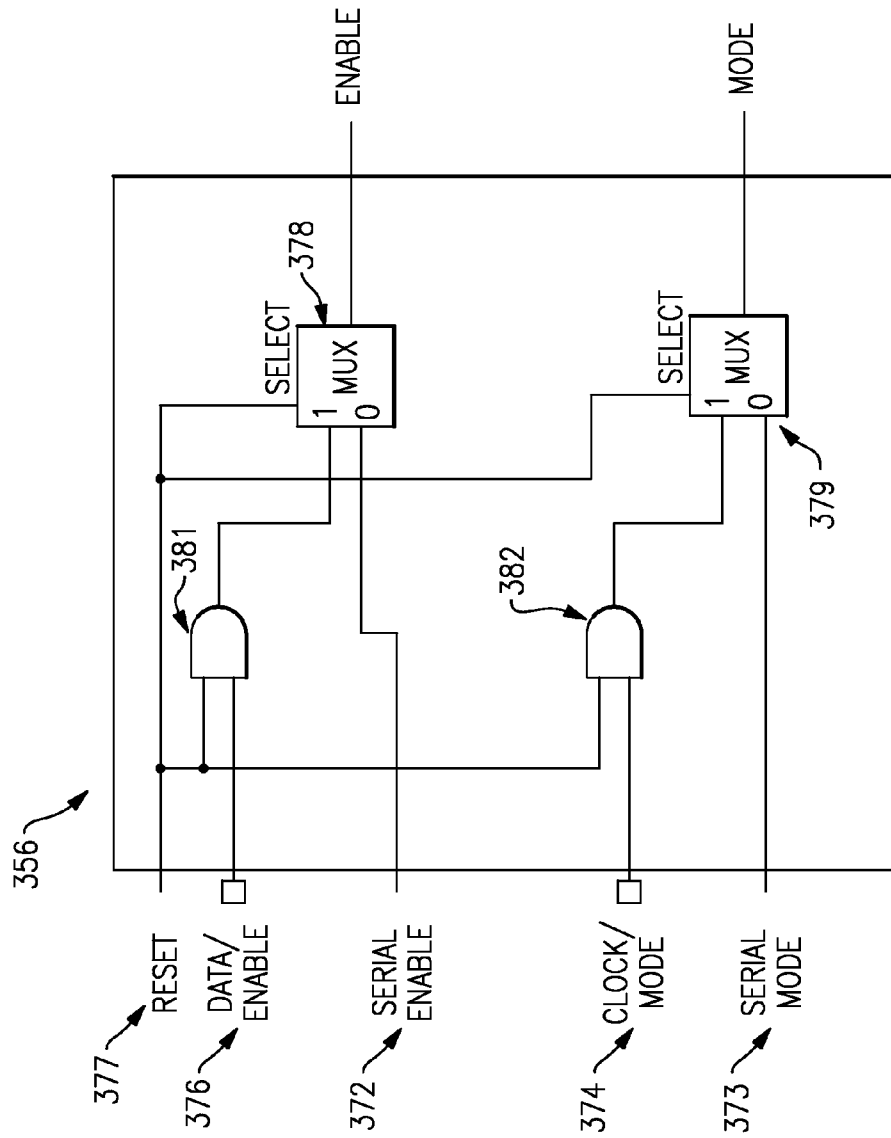 356
377
RESET
376
DATA/
ENABLE
372
SERIAL
ENABLE
374
CLOCK/
MODE
373
SERIAL
MODE
381
382
SELECT
1
0
MUX
378
SELECT
1
0
MUX
379
ENABLE
MODE